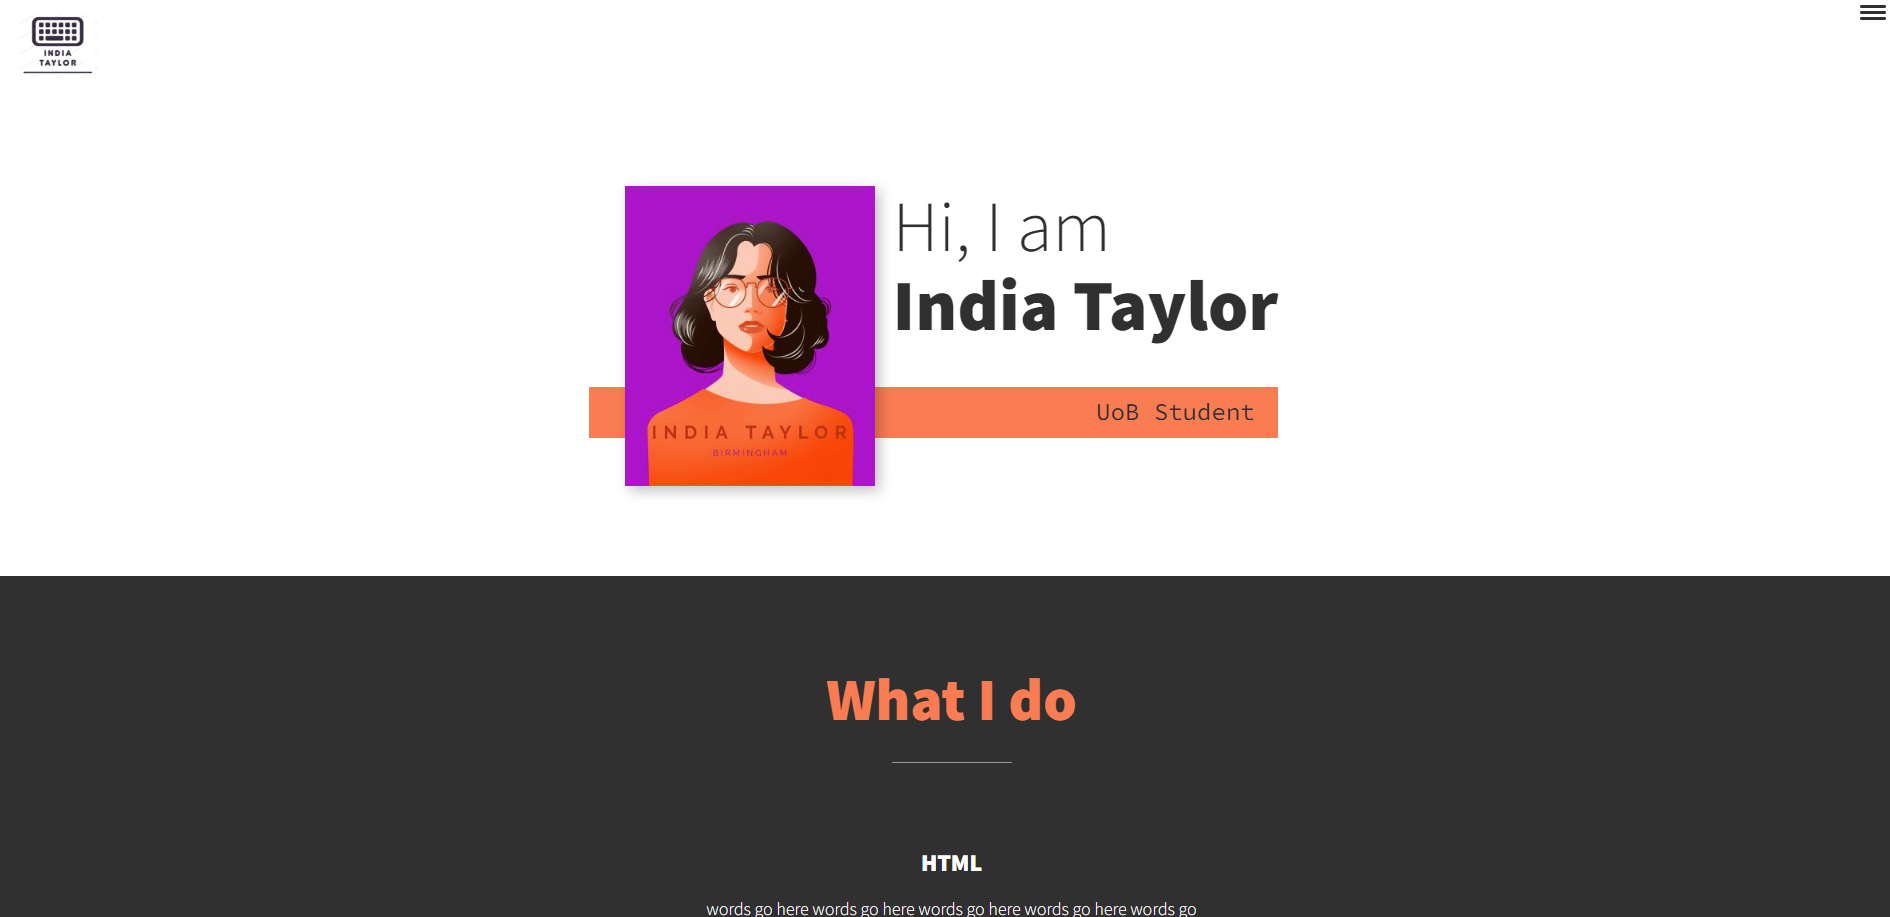 INDIA
TAYLOR
Hi, I am
India Taylor
UoB Student
INDIA TAYLOR
BIRMINGHAM
What I do
HTML
words go here words go here words go here words go here words go